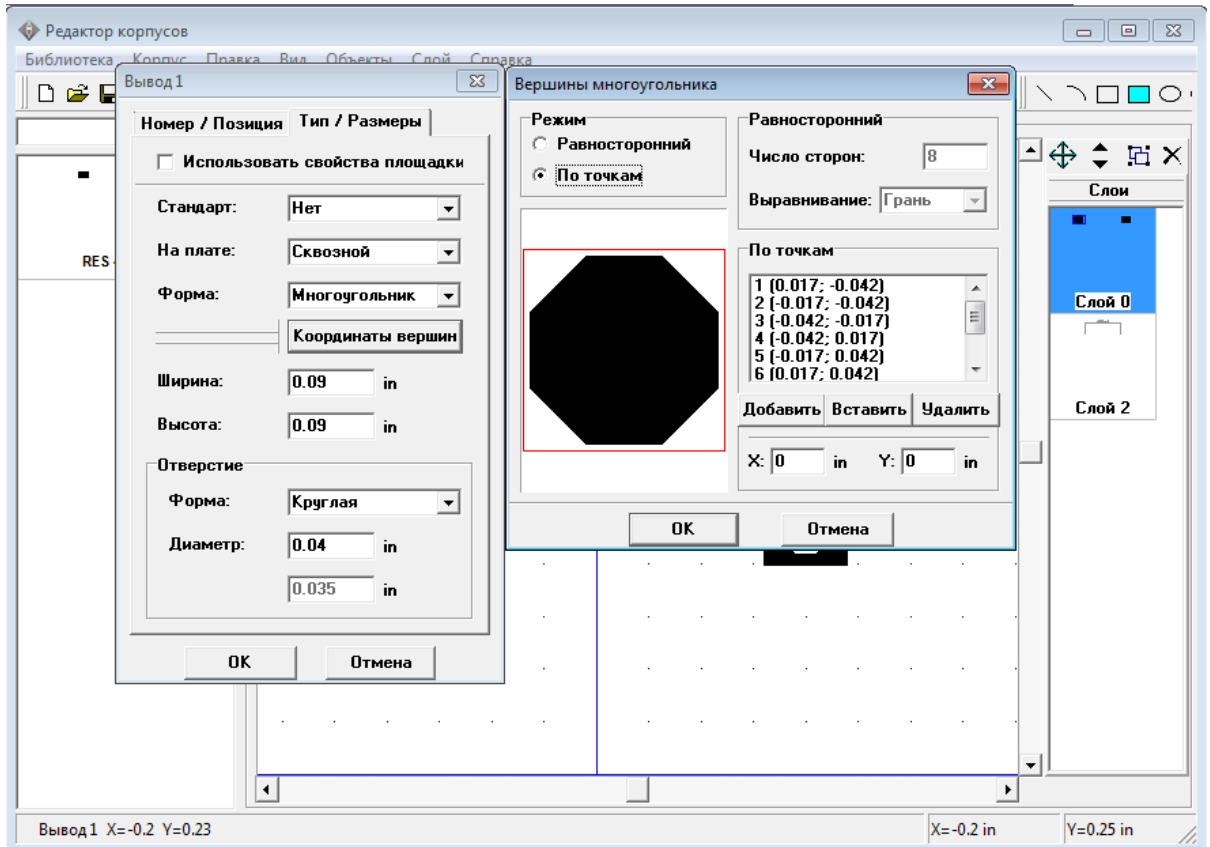 Редактор корпусов
Библиотека Корпус Правка Вид Объекты Слой Справка
Вывод1
Номер / Позиция Тип / Размеры
Использовать свойства площадки
Стандарт: Нет
На плате: Сквозной
Форма: Многоугольник
Координаты вершин
Ширина: 0.09 in
Высота: 0.09 in
Отверстие
Форма: Круглая
Диаметр: 0.04 in
0.035 in
OK Отмена
Вершины многоугольника
Режим
Равносторонний
По точкам
Равносторонний
Число сторон: 8
Выравнивание: Грань
По точкам
1 (0.017; -0.042)
2 (-0.017; -0.042)
3 (-0.042; -0.017)
4 (-0.042; 0.017)
5 (-0.017; 0.042)
6 (0.017; 0.042)
Добавить Вставить Удалить
X: 0 in Y: 0 in
OK Отмена
RES
Слои
Слой 0
Слой 2
Вывод1 X=-0.2 Y=0.23
X=-0.2 in
Y=0.25 in